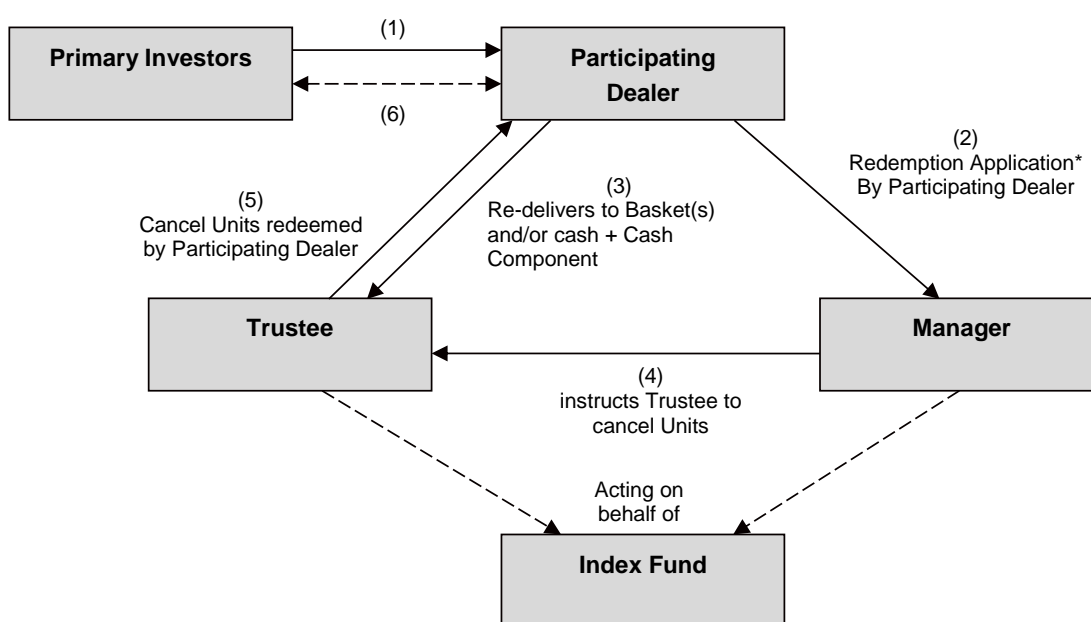 (1)
Primary Investors
Participating
Dealer
(6)
(2)
Redemption Application*
By Participating Dealer
(3)
Re-delivers to Basket(s)
and/or cash + Cash
Component
(5)
Cancel Units redeemed
by Participating Dealer
Trustee
Manager
(4)
instructs Trustee to
cancel Units
Acting on
behalf of
Index Fund